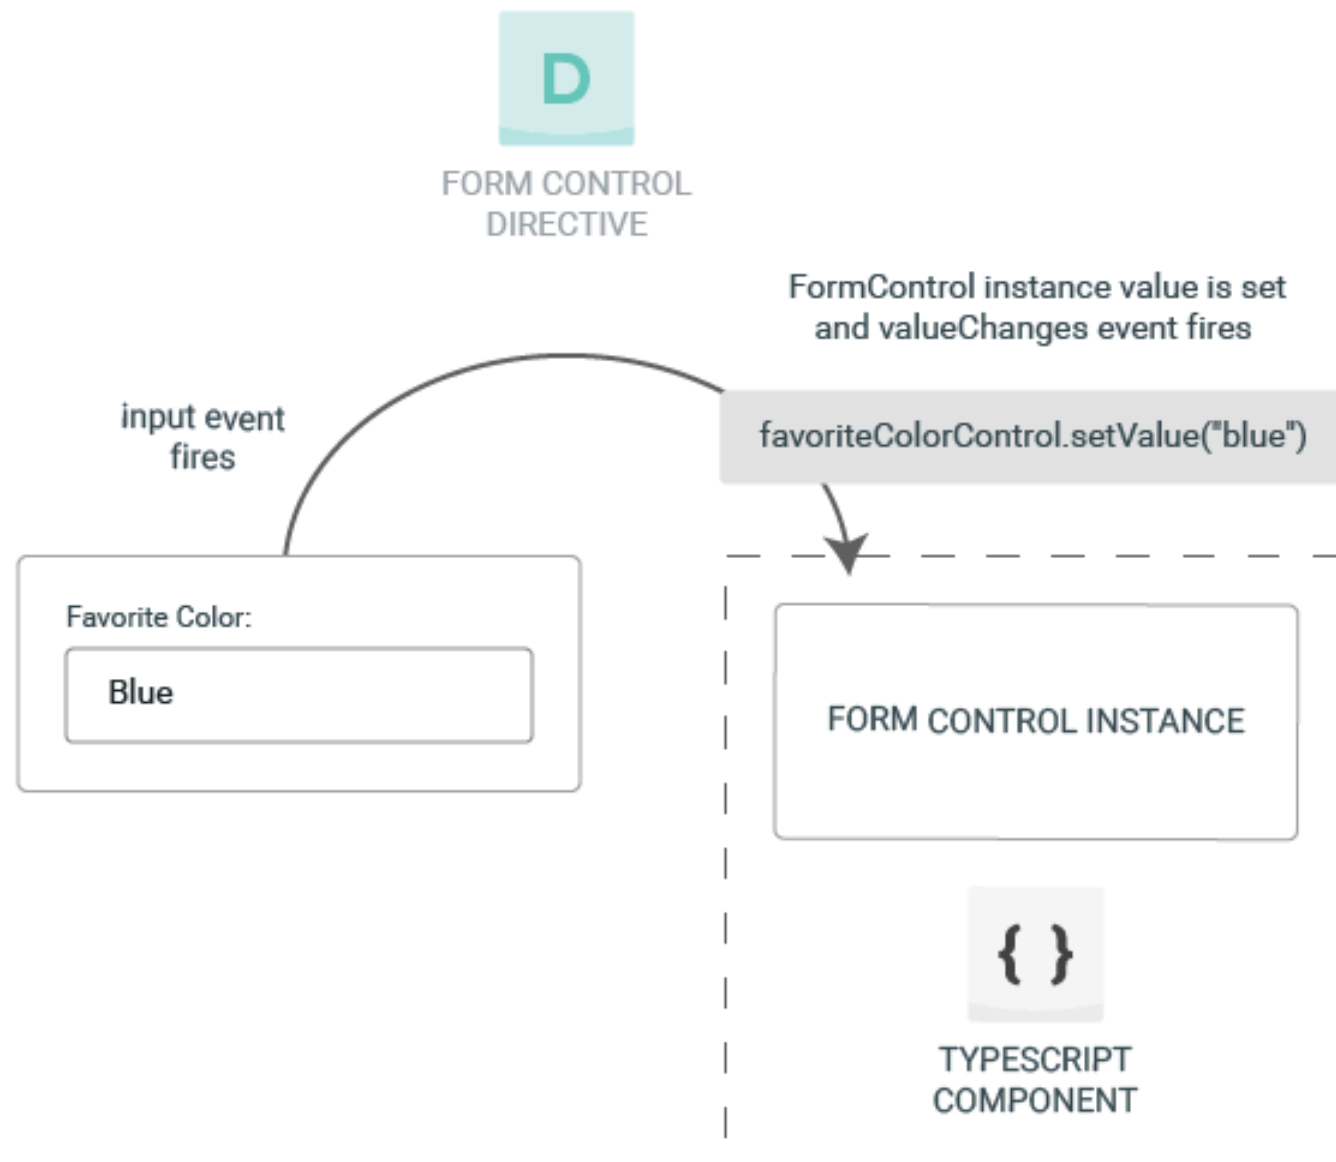 D
FORM CONTROL
DIRECTIVE
FormControl instance value is set
and valueChanges event fires
input event
fires
favoriteColorControl.setValue("blue")
Favorite Color:
Blue
FORM CONTROL INSTANCE
{ }
TYPESCRIPT
COMPONENT